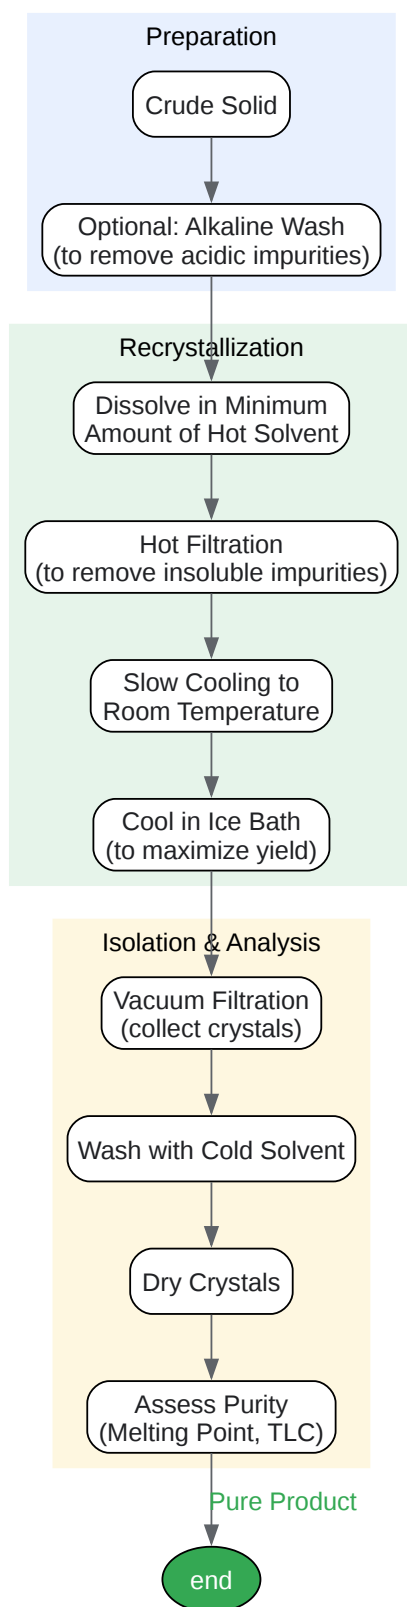 Preparation
Crude Solid
Optional: Alkaline Wash
(to remove acidic impurities)
Recrystallization
Dissolve in Minimum
Amount of Hot Solvent
Hot Filtration
(to remove insoluble impurities)
Slow Cooling to
Room Temperature
Cool in Ice Bath
(to maximize yield)
Isolation & Analysis
Vacuum Filtration
(collect crystals)
Wash with Cold Solvent
Dry Crystals
Assess Purity
(Melting Point, TLC)
Pure Product
end